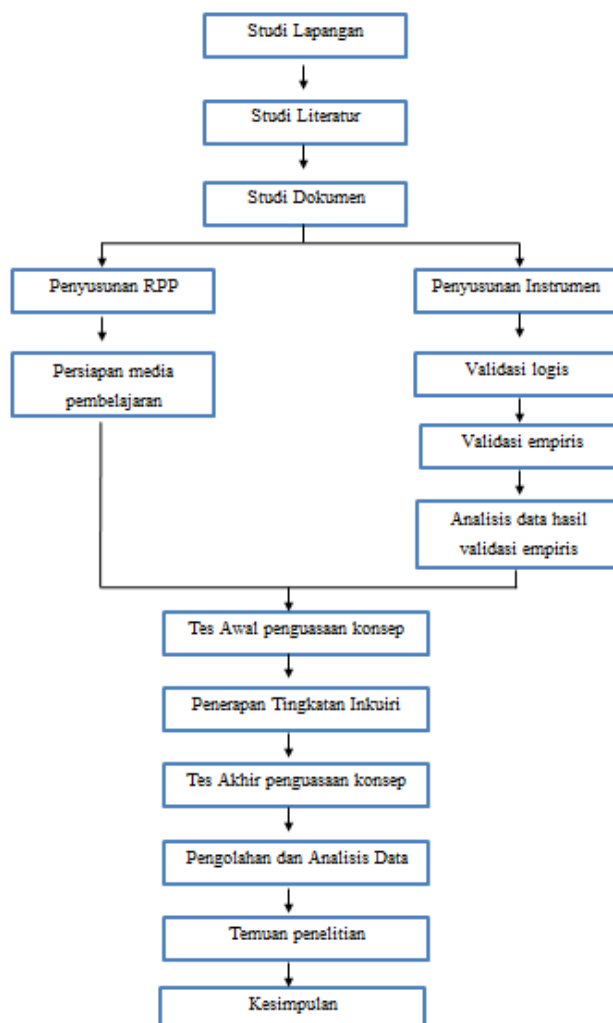 Studi Lapangan
Studi Literatur
Studi Dokumen
Penyusunan RPP
Penyusunan Instrumen
Persiapan media
pembelajaran
Validasi logis
Validasi empiris
Analisis data hasil
validasi empiris
Tes Awal penguasaan konsep
Penerapan Tingkatan Inkuiri
Tes Akhir penguasaan konsep
Pengolahan dan Analisis Data
Temuan penelitian
Kesimpulan